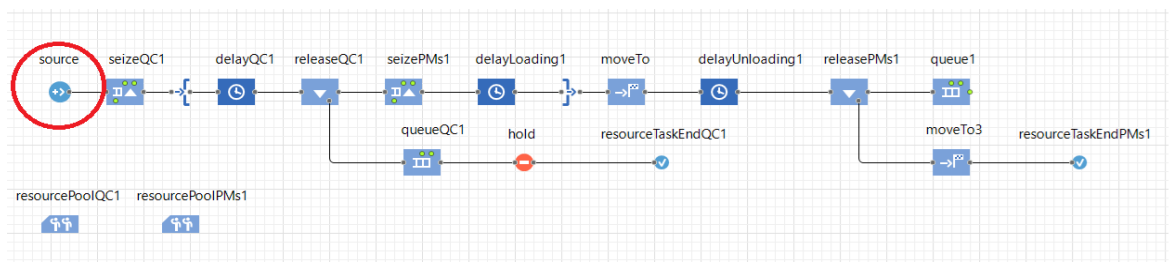 source seizeQC1 delayQC1 releaseQC1 seizePMs1 delayLoading1 moveTo delayUnloading1 releasePMs1 queue1
queueQC1 hold resourceTaskEndQC1 moveTo3 resourceTaskEndPMs1
resourcePoolQC1 resourcePoolPMs1